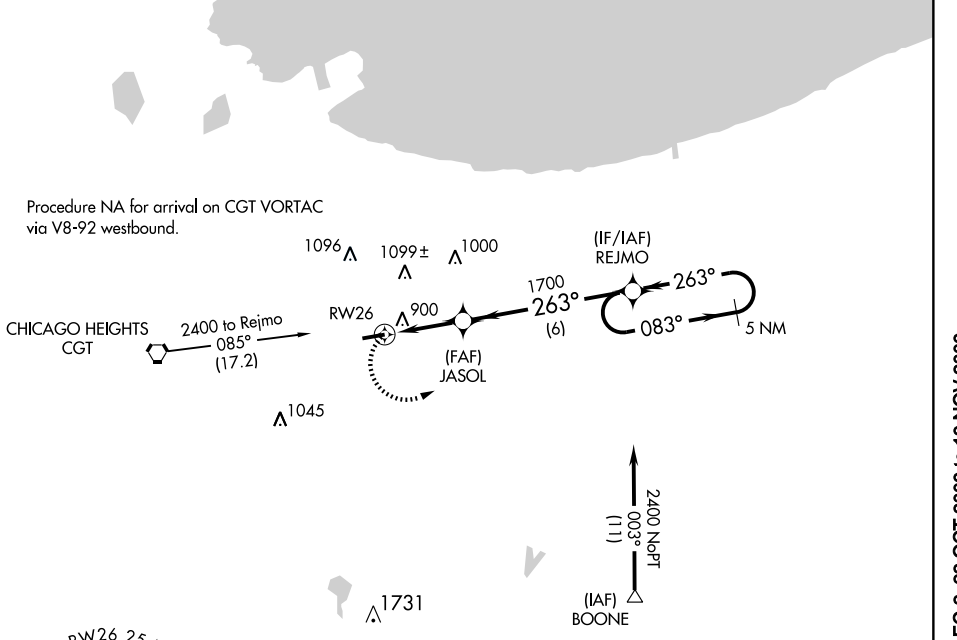 Procedure NA for arrival on CGT VORTAC
via V8-92 westbound.
1096
1099±
1000
(IF/IAF)
REJMO
1700
263°
(6)
263°
083°
5 NM
RW26
900
CHICAGO HEIGHTS
CGT
2400 to Rejmo
085°
(17.2)
(FAF)
JASOL
1045
2400 NoPT
003°
(11)
(IAF)
BOONE
1731
RW26 25